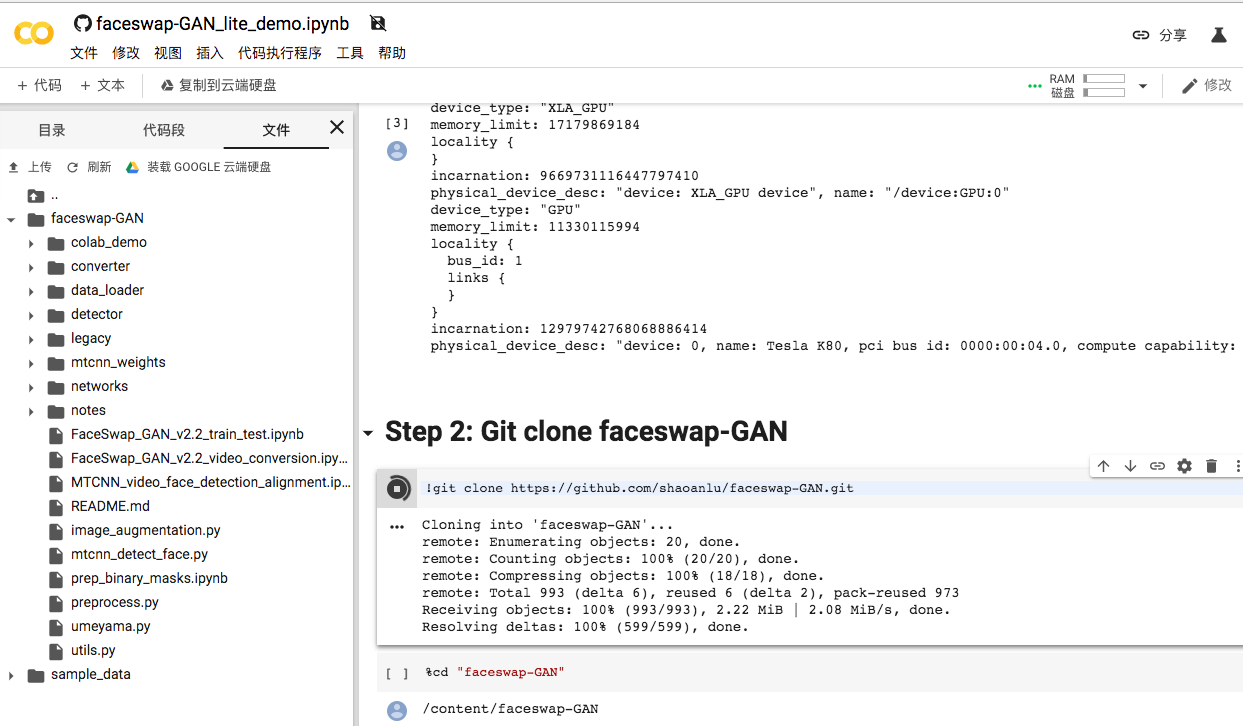 faceswap-GAN_lite_demo.ipynb
文件 修改 视图 插入 代码执行程序 工具 帮助
分享
+ 代码 + 文本 复制到云端硬盘
RAM
磁盘
修改
目录 代码段 文件
上传 刷新 装载 GOOGLE 云端硬盘
..
faceswap-GAN
colab_demo
converter
data_loader
detector
legacy
mtcnn_weights
networks
notes
FaceSwap_GAN_v2.2_train_test.ipynb
FaceSwap_GAN_v2.2_video_conversion.ipy...
MTCNN_video_face_detection_alignment.ip...
README.md
image_augmentation.py
mtcnn_detect_face.py
prep_binary_masks.ipynb
preprocess.py
umeyama.py
utils.py
sample_data
device_type: "XLA_GPU"
[3] memory_limit: 17179869184
locality {
}
incarnation: 9669731116447797410
physical_device_desc: "device: XLA_GPU device", name: "/device:GPU:0"
device_type: "GPU"
memory_limit: 11330115994
locality {
bus_id: 1
links {
}
}
incarnation: 12979742768068886414
physical_device_desc: "device: 0, name: Tesla K80, pci bus id: 0000:00:04.0, compute capability:
Step 2: Git clone faceswap-GAN
!git clone https://github.com/shaoanlu/faceswap-GAN.git
Cloning into 'faceswap-GAN'...
remote: Enumerating objects: 20, done.
remote: Counting objects: 100% (20/20), done.
remote: Compressing objects: 100% (18/18), done.
remote: Total 993 (delta 6), reused 6 (delta 2), pack-reused 973
Receiving objects: 100% (993/993), 2.22 MiB | 2.08 MiB/s, done.
Resolving deltas: 100% (599/599), done.
[ ] %cd "faceswap-GAN"
/content/faceswap-GAN